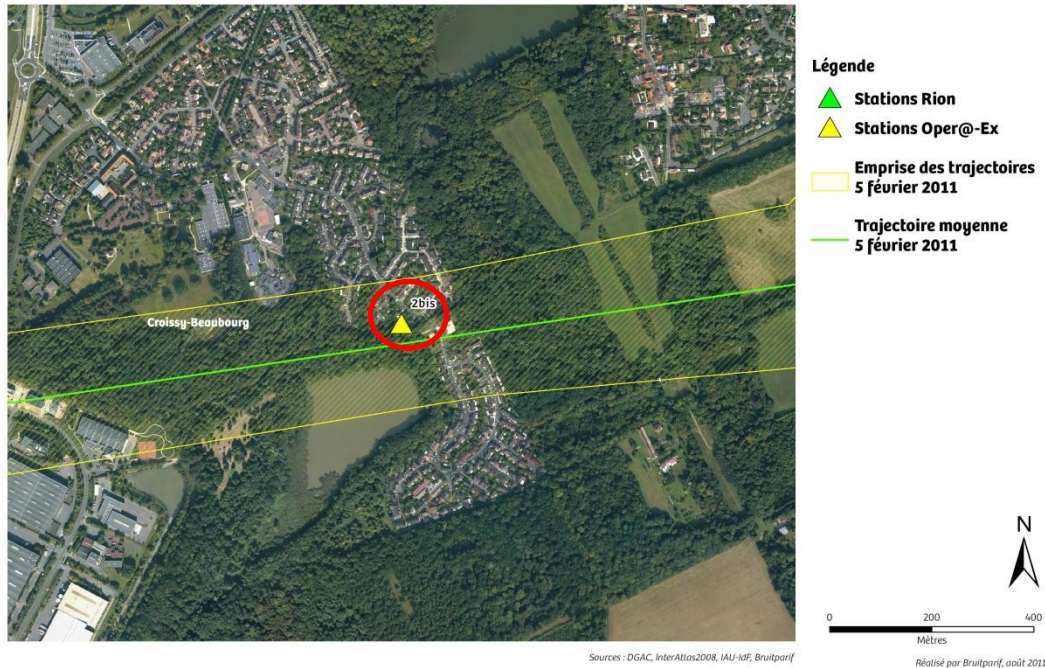 Légende
Stations Rion
Stations Oper@-Ex
Emprise des trajectoires
5 février 2011
Trajectoire moyenne
5 février 2011
2bis
Croissy-Beaubourg
N
0 200 400
Mètres
Sources : DGAC, InterAtlas2008, IAU-IdF, Bruitparif
Réalisé par Bruitparif, août 2011